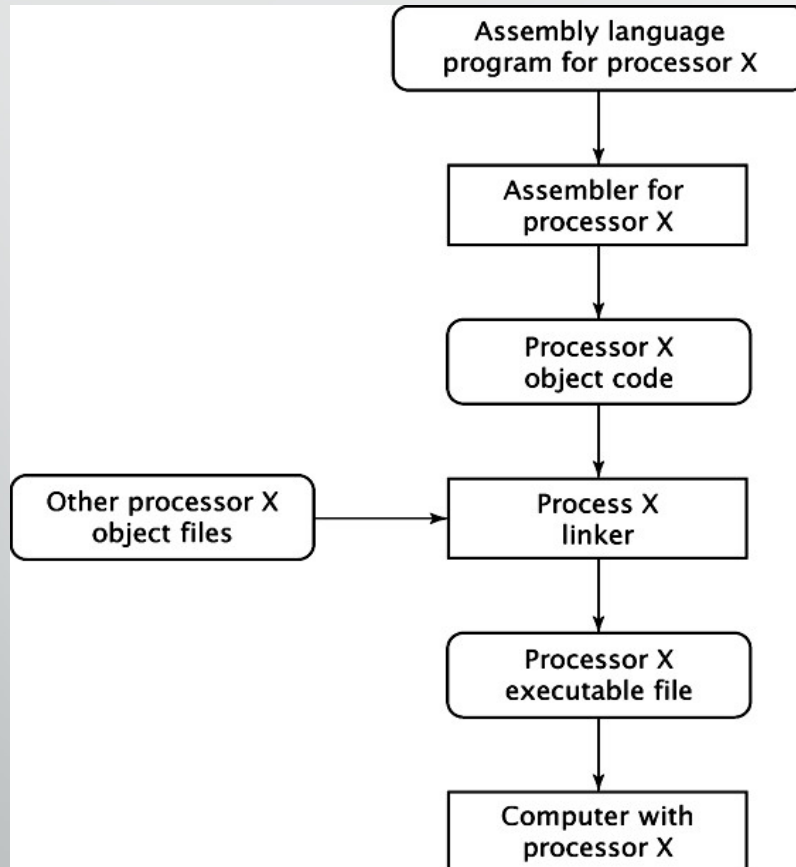 Assembly language
program for processor X
Assembler for
processor X
Processor X
object code
Other processor X
object files
Process X
linker
Processor X
executable file
Computer with
processor X